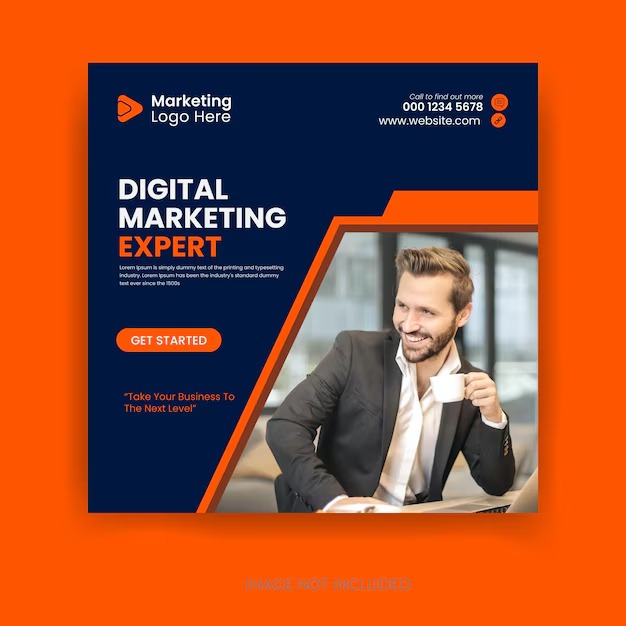 Marketing
Logo Here
Call to find out more
000 1234 5678
www.website.com
DIGITAL
MARKETING
EXPERT
Lorem Ipsum is simply dummy text of the printing and typesetting
industry. Lorem Ipsum has been the industry's standard
dummy text ever since the 1500s
GET STARTED
“Take Your Business To
The Next Level”
IMAGE NOT INCLUDED